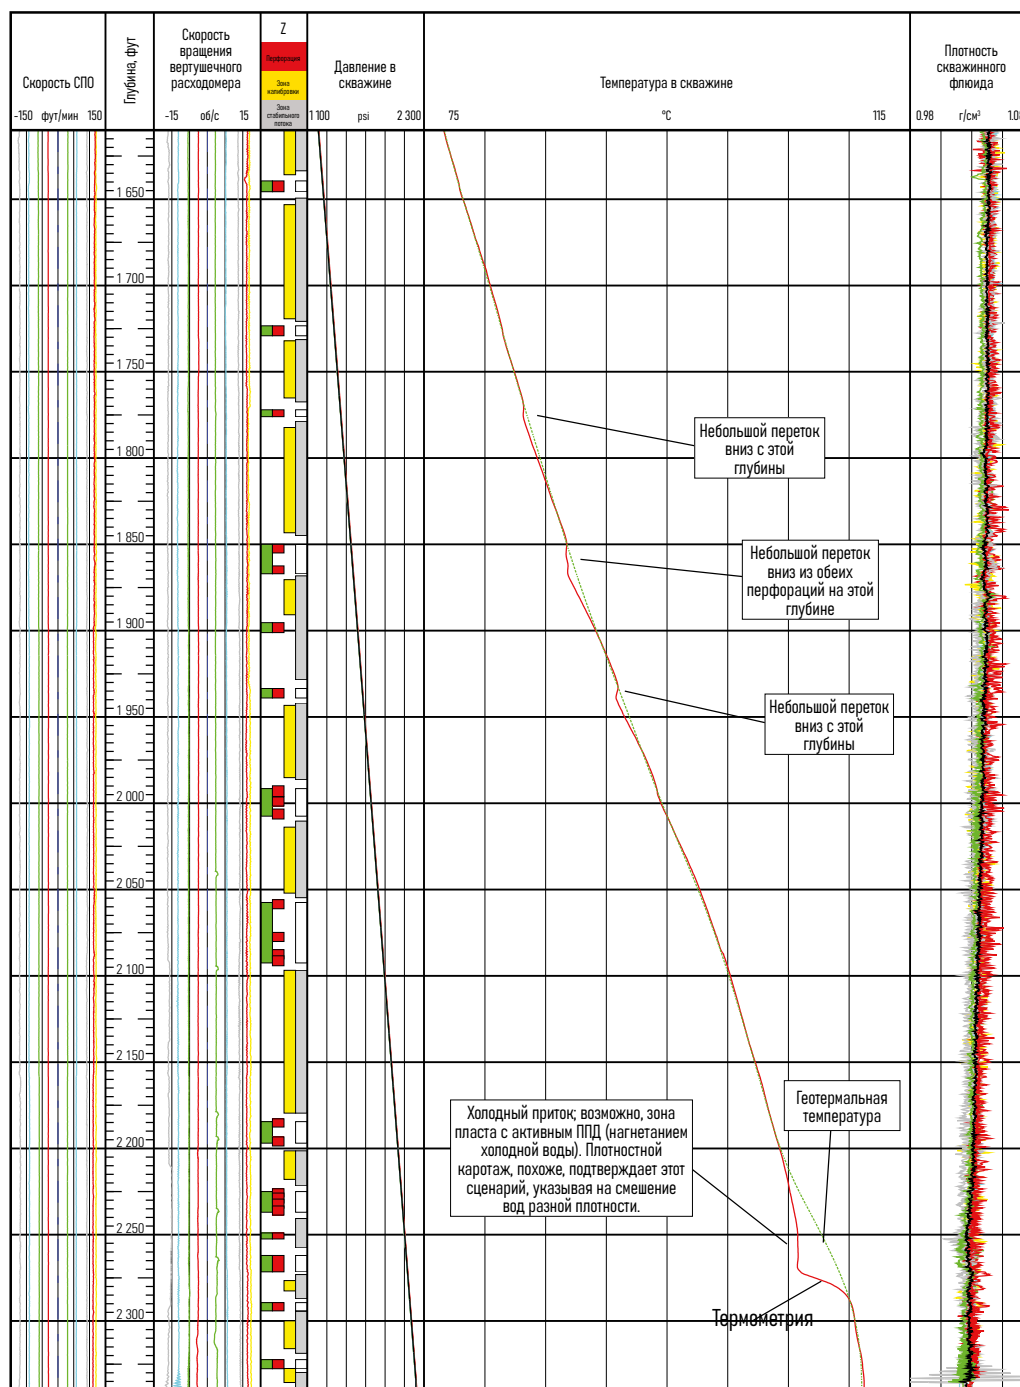 Скорость СПО
-150 фут/мин 150
Глубина, фут
Скорость
вращения
вертушечного
расходомера
-15 об/с 15
Z
Перфорация
Зона
калибровки
Зона
стабильного
потока
Давление в
скважине
1 100 psi 2 300
Температура в скважине
75 °C 115
Плотность
скважинного
флюида
0.98 г/см³ 1.08
1 650
1 700
1 750
1 800
1 850
1 900
1 950
2 000
2 050
2 100
2 150
2 200
2 250
2 300
Небольшой переток
вниз с этой
глубины
Небольшой переток
вниз из обеих
перфораций на этой
глубине
Небольшой переток
вниз с этой
глубины
Геотермальная
температура
Холодный приток; возможно, зона
пласта с активным ППД (нагнетанием
холодной воды). Плотностной
каротаж, похоже, подтверждает этот
сценарий, указывая на смешение
вод разной плотности.
Термометрия